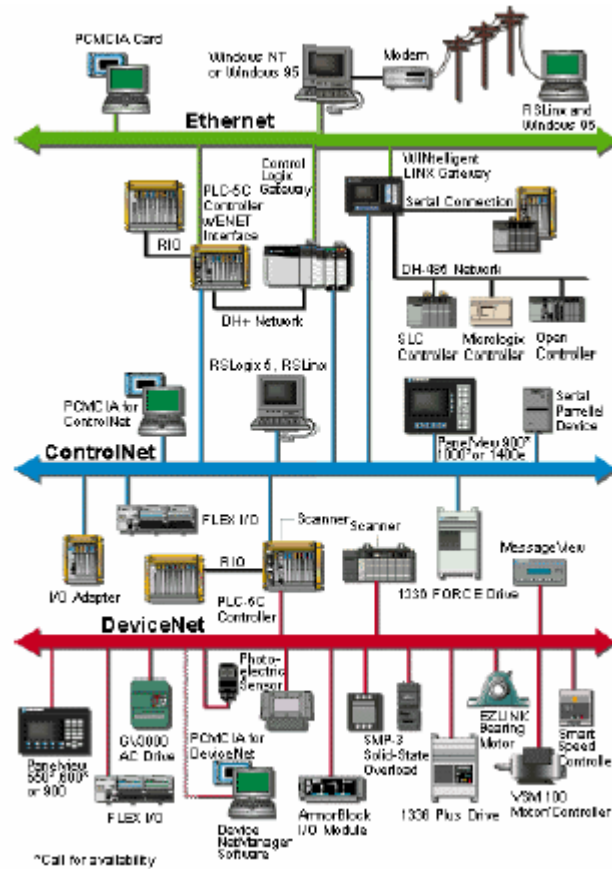 PCMCIA Card
Windows NT
or Windows 95
Modem
RSLinx and
Windows 95
Ethernet
PLC-5C
Controller
w/ENET
Interface
Control
Logix
Gateway
WINtelligent
LINX Gateway
Serial Connection
RIO
DH-485 Network
DH+ Network
SLC
Controller
Micrologix
Controller
Open
Controller
PCMCIA for
ControlNet
RSLogix 5, RSLinx
PanelView 900*
1000* or 1400e
Serial
Parrellel
Device
ControlNet
FLEX I/O
Scanner
Scanner
I/O Adapter
RIO
PLC-5C
Controller
1336 FORCE Drive
MessageView
DeviceNet
PanelView
550*, 600*
or 900
FLEX I/O
GV3000
AC Drive
PCMCIA for
DeviceNet
Device
NetManager
Software
Photo-
electric
Sensor
ArmorBlock
I/O Module
SMP-3
Solid-State
Overload
1336 Plus Drive
EZLINK
Bearing
Motor
VSM 100
Motor/Controller
Smart
Speed
Controller
*Call for availability